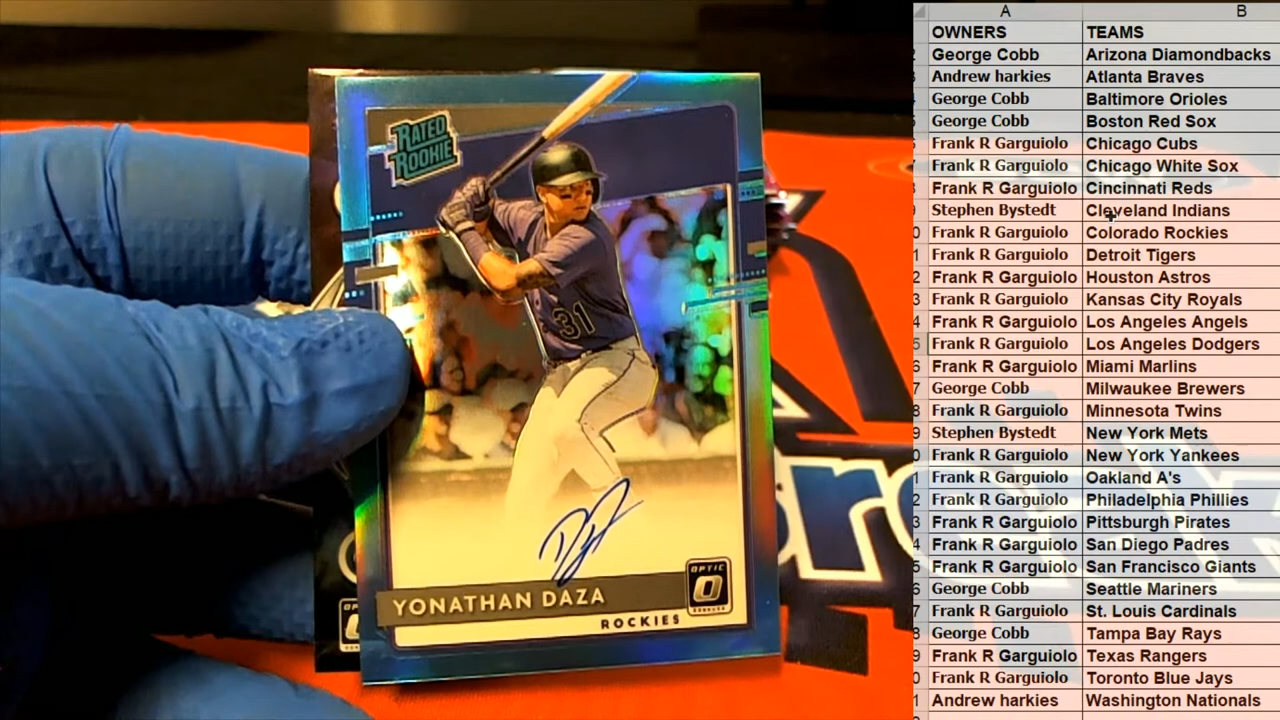 RATED
ROOKIE
31
YONATHAN DAZA
ROCKIES
OPTIC
A B
OWNERS TEAMS
George Cobb Arizona Diamondbacks
Andrew harkies Atlanta Braves
George Cobb Baltimore Orioles
George Cobb Boston Red Sox
Frank R Garguiolo Chicago Cubs
Frank R Garguiolo Chicago White Sox
Frank R Garguiolo Cincinnati Reds
Stephen Bystedt Cleveland Indians
Frank R Garguiolo Colorado Rockies
Frank R Garguiolo Detroit Tigers
Frank R Garguiolo Houston Astros
Frank R Garguiolo Kansas City Royals
Frank R Garguiolo Los Angeles Angels
Frank R Garguiolo Los Angeles Dodgers
Frank R Garguiolo Miami Marlins
George Cobb Milwaukee Brewers
Frank R Garguiolo Minnesota Twins
Stephen Bystedt New York Mets
Frank R Garguiolo New York Yankees
Frank R Garguiolo Oakland A's
Frank R Garguiolo Philadelphia Phillies
Frank R Garguiolo Pittsburgh Pirates
Frank R Garguiolo San Diego Padres
Frank R Garguiolo San Francisco Giants
George Cobb Seattle Mariners
Frank R Garguiolo St. Louis Cardinals
George Cobb Tampa Bay Rays
Frank R Garguiolo Texas Rangers
Frank R Garguiolo Toronto Blue Jays
Andrew harkies Washington Nationals